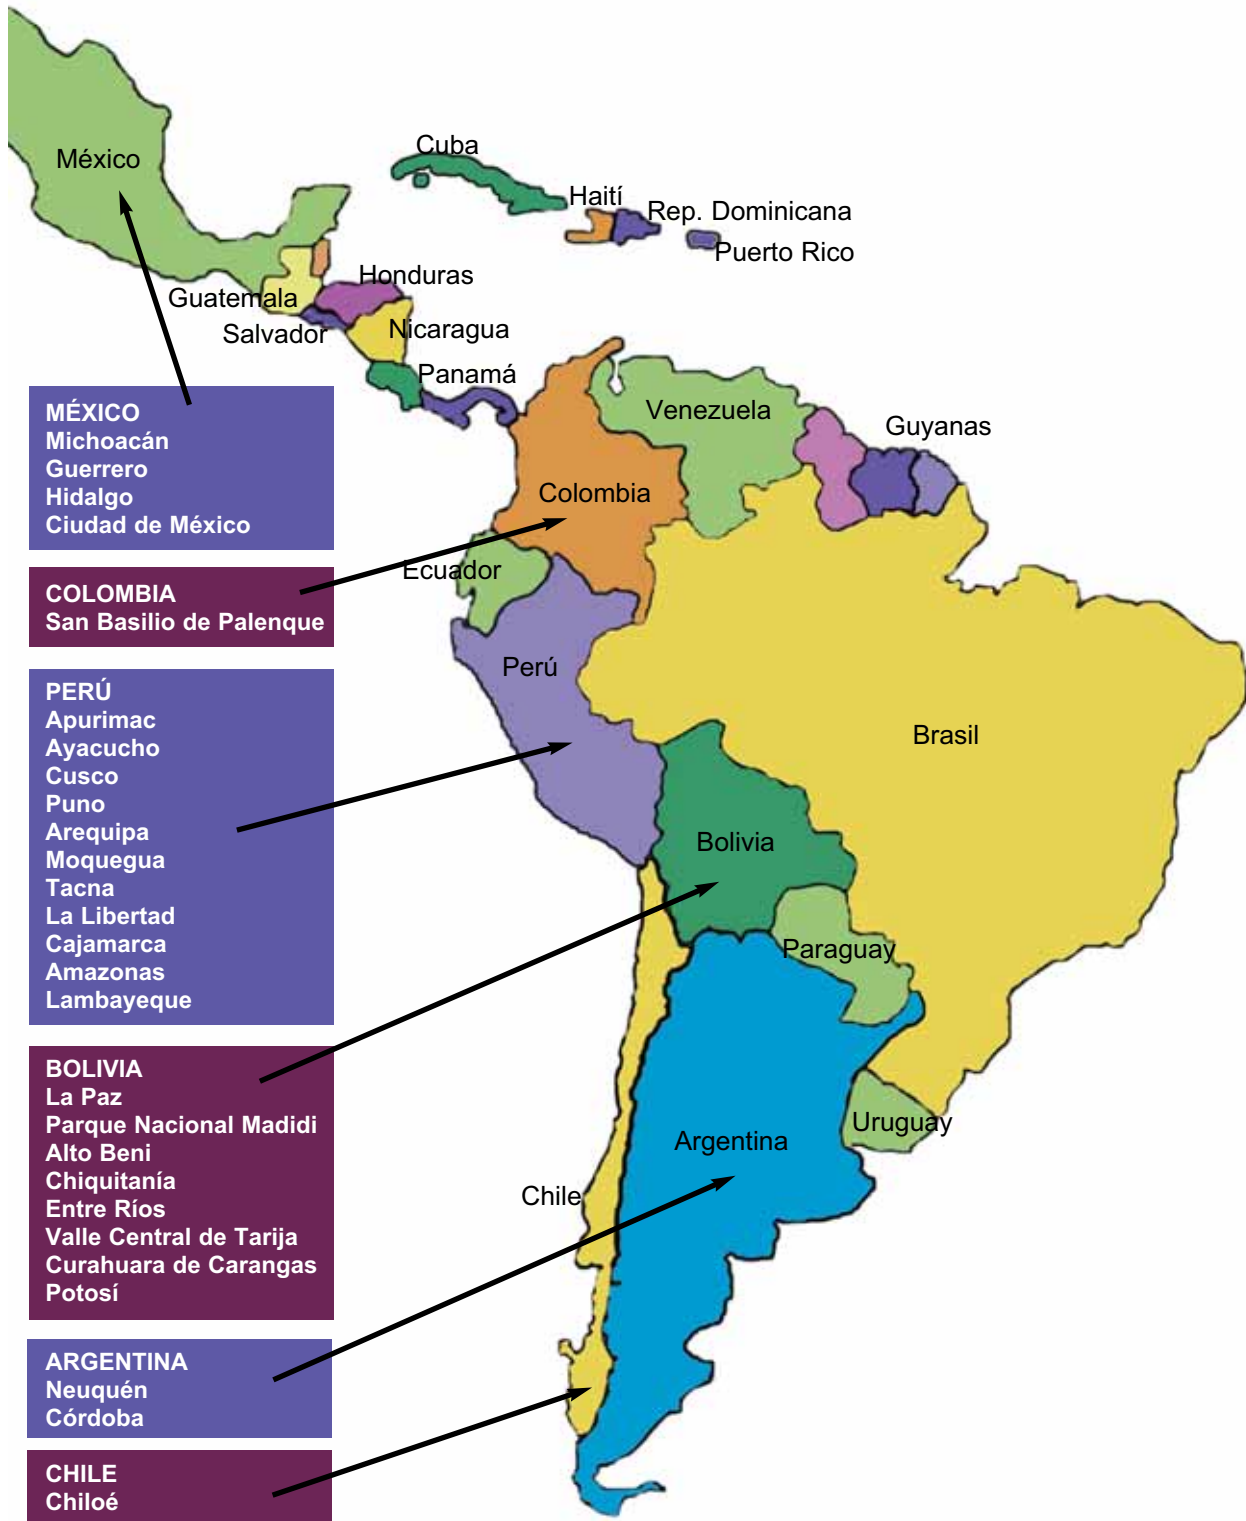 México
Cuba
Haití
Rep. Dominicana
Puerto Rico
Honduras
Guatemala
Salvador
Nicaragua
Panamá
Venezuela
Guyanas
Colombia
Ecuador
Perú
Brasil
Bolivia
Paraguay
Uruguay
Argentina
Chile
MÉXICO
Michoacán
Guerrero
Hidalgo
Ciudad de México
COLOMBIA
San Basilio de Palenque
PERÚ
Apurimac
Ayacucho
Cusco
Puno
Arequipa
Moquegua
Tacna
La Libertad
Cajamarca
Amazonas
Lambayeque
BOLIVIA
La Paz
Parque Nacional Madidi
Alto Beni
Chiquitanía
Entre Ríos
Valle Central de Tarija
Curahuara de Carangas
Potosí
ARGENTINA
Neuquén
Córdoba
CHILE
Chiloé